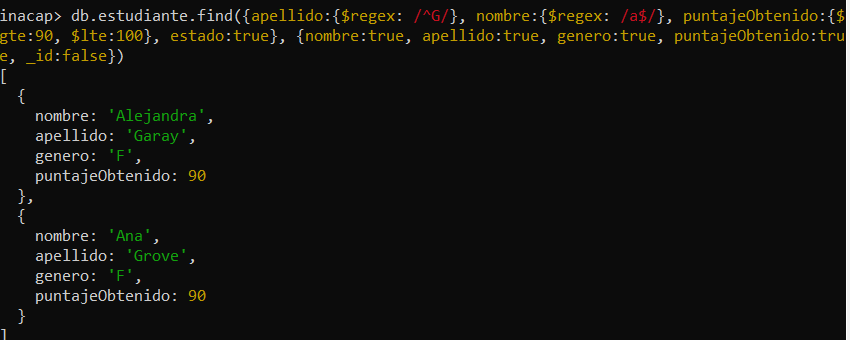 inacap> db.estudiante.find({apellido:{$regex: /^G/}, nombre:{$regex: /a$/}, puntajeObtenido:{$
gte:90, $lte:100}, estado:true}, {nombre:true, apellido:true, genero:true, puntajeObtenido:tru
e, _id:false})
[
  {
    nombre: 'Alejandra',
    apellido: 'Garay',
    genero: 'F',
    puntajeObtenido: 90
  },
  {
    nombre: 'Ana',
    apellido: 'Grove',
    genero: 'F',
    puntajeObtenido: 90
  }
]